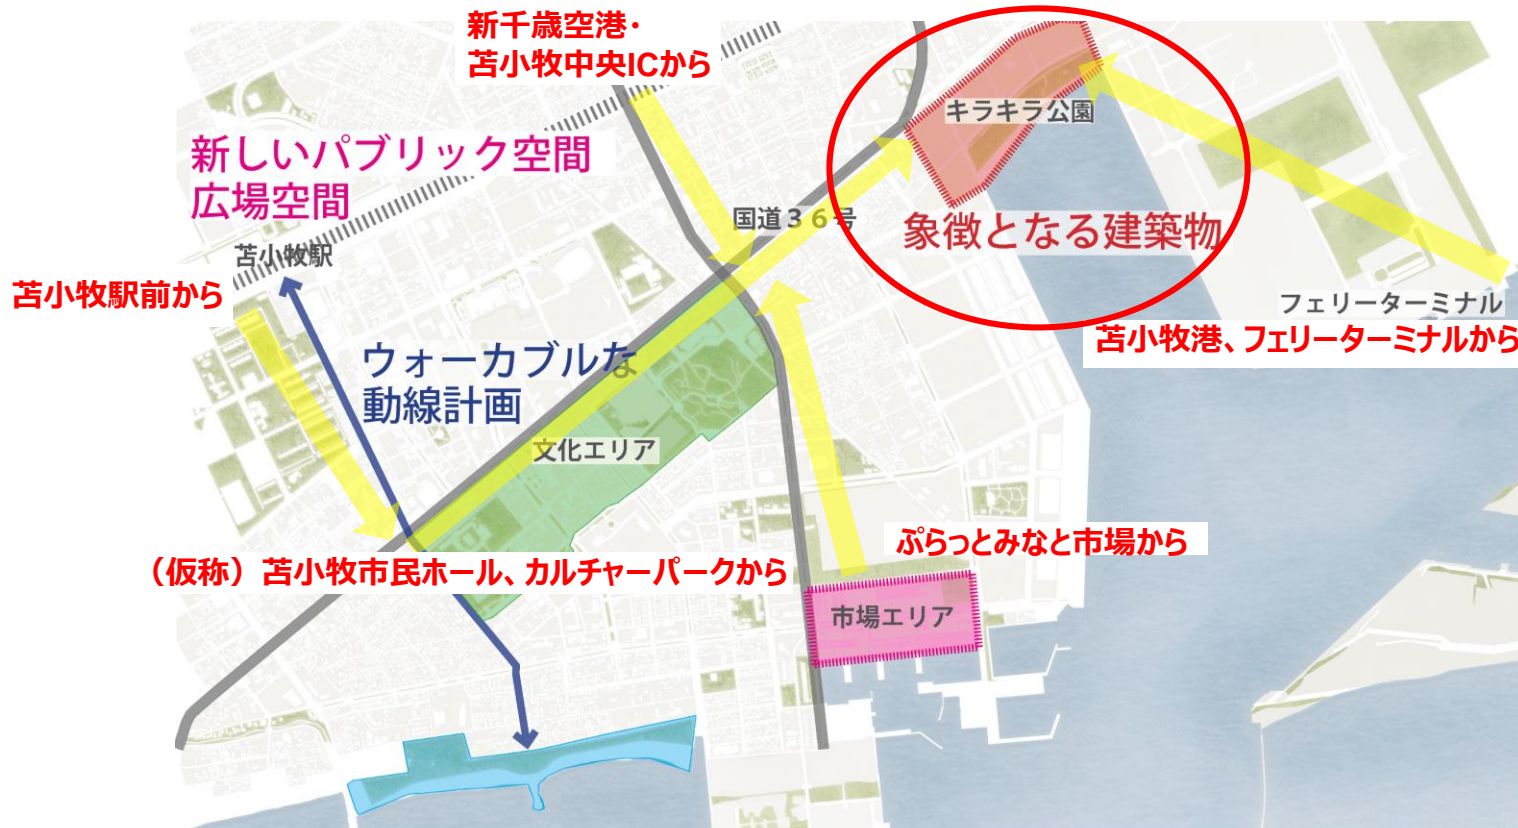 新千歳空港・
苫小牧中央ICから
キラキラ公園
新しいパブリック空間
広場空間
国道36号
象徴となる建築物
苫小牧駅
苫小牧駅前から
フェリーターミナル
苫小牧港、フェリーターミナルから
ウォーカブルな
動線計画
文化エリア
ぷらっとみなと市場から
（仮称）苫小牧市民ホール、カルチャーパークから
市場エリア